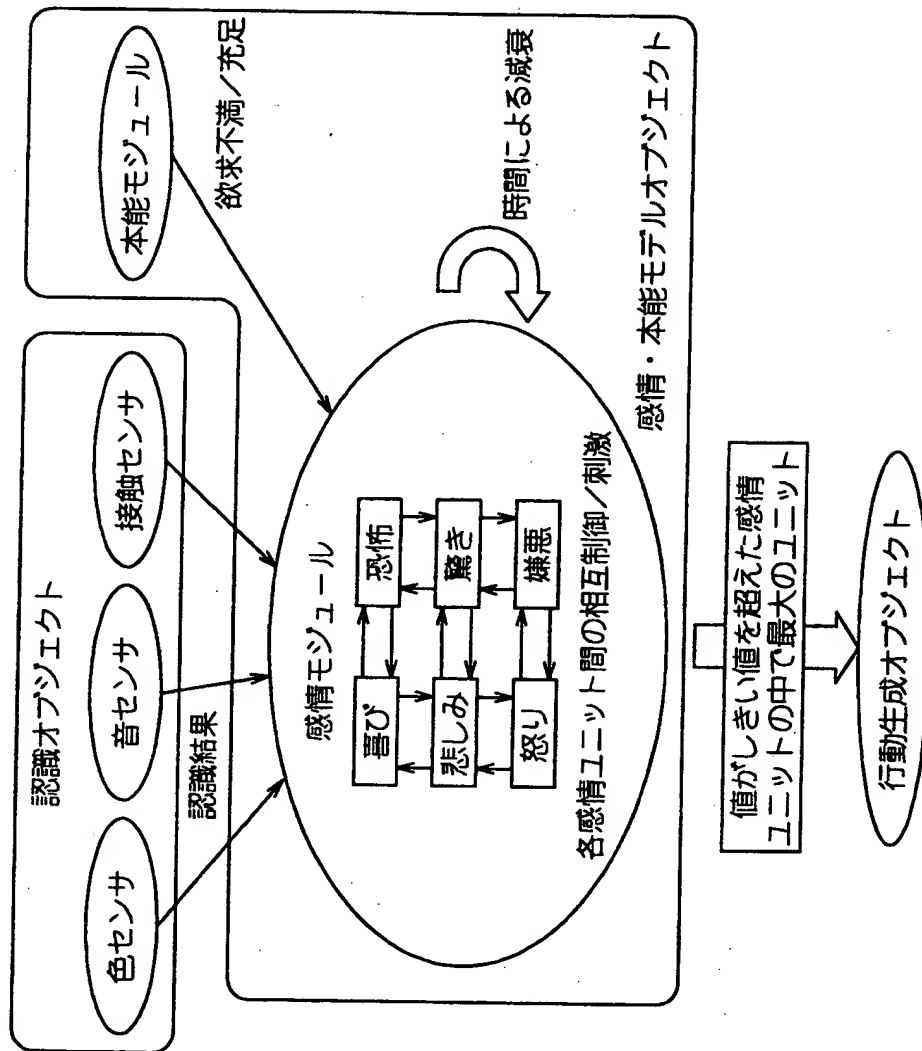 認識オブジェクト
色センサ
音センサ
接触センサ
認識結果
本能モジュール
欲求不満／充足
感情モジュール
喜び
恐怖
悲しみ
驚き
怒り
嫌悪
各感情ユニット間の相互制御／刺激
時間による減衰
感情・本能モデルオブジェクト
値がしきい値を超えた感情
ユニットの中で最大のユニット
行動生成オブジェクト